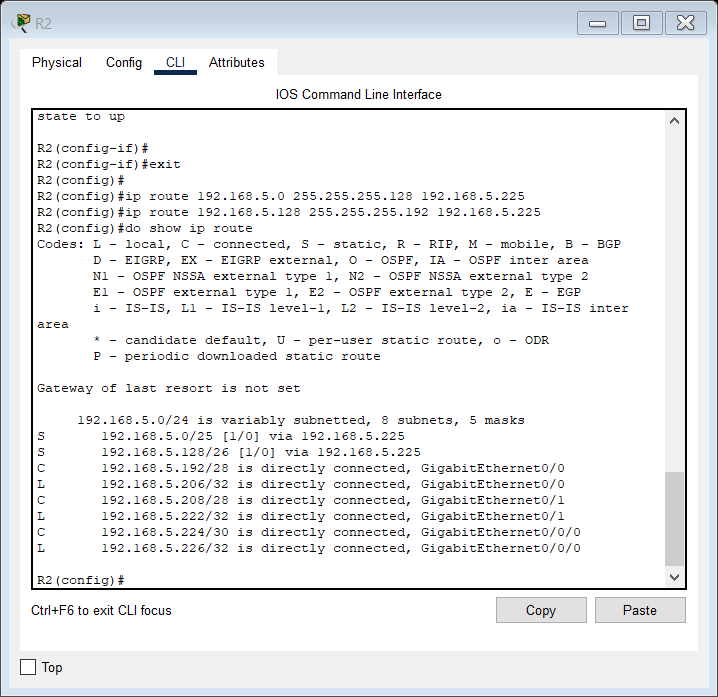 R2
Physical Config CLI Attributes
IOS Command Line Interface
state to up
R2(config-if)#
R2(config-if)#exit
R2(config)#
R2(config)#ip route 192.168.5.0 255.255.255.128 192.168.5.225
R2(config)#ip route 192.168.5.128 255.255.255.192 192.168.5.225
R2(config)#do show ip route
Codes: L - local, C - connected, S - static, R - RIP, M - mobile, B - BGP
D - EIGRP, EX - EIGRP external, O - OSPF, IA - OSPF inter area
N1 - OSPF NSSA external type 1, N2 - OSPF NSSA external type 2
E1 - OSPF external type 1, E2 - OSPF external type 2, E - EGP
i - IS-IS, L1 - IS-IS level-1, L2 - IS-IS level-2, ia - IS-IS inter
area
* - candidate default, U - per-user static route, o - ODR
P - periodic downloaded static route
Gateway of last resort is not set
192.168.5.0/24 is variably subnetted, 8 subnets, 5 masks
S 192.168.5.0/25 [1/0] via 192.168.5.225
S 192.168.5.128/26 [1/0] via 192.168.5.225
C 192.168.5.192/28 is directly connected, GigabitEthernet0/0
L 192.168.5.206/32 is directly connected, GigabitEthernet0/0
C 192.168.5.208/28 is directly connected, GigabitEthernet0/1
L 192.168.5.222/32 is directly connected, GigabitEthernet0/1
C 192.168.5.224/30 is directly connected, GigabitEthernet0/0/0
L 192.168.5.226/32 is directly connected, GigabitEthernet0/0/0
R2(config)#
Ctrl+F6 to exit CLI focus
Copy Paste
Top